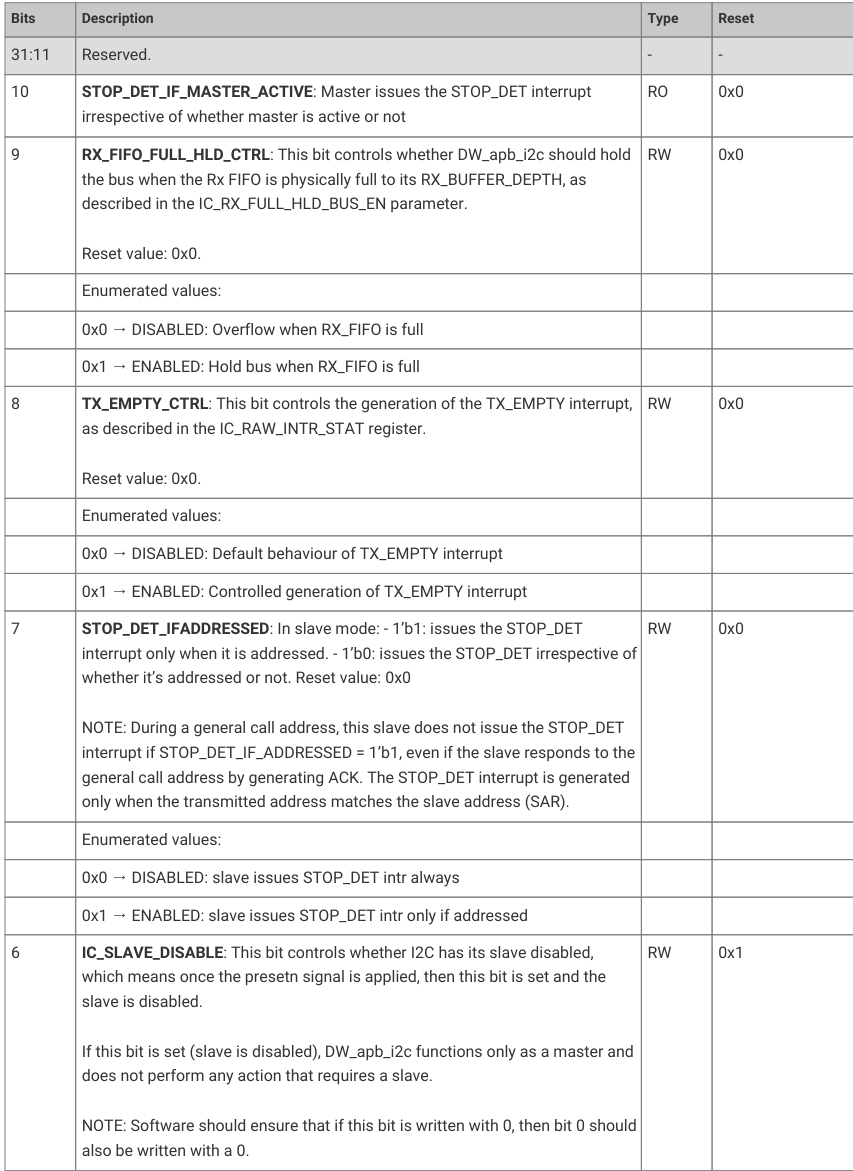 Bits Description Type Reset
31:11 Reserved. - -
10 STOP_DET_IF_MASTER_ACTIVE: Master issues the STOP_DET interrupt RO 0x0
irrespective of whether master is active or not
9 RX_FIFO_FULL_HLD_CTRL: This bit controls whether DW_apb_i2c should hold RW 0x0
the bus when the Rx FIFO is physically full to its RX_BUFFER_DEPTH, as
described in the IC_RX_FULL_HLD_BUS_EN parameter.
Reset value: 0x0.
Enumerated values:
0x0 → DISABLED: Overflow when RX_FIFO is full
0x1 → ENABLED: Hold bus when RX_FIFO is full
8 TX_EMPTY_CTRL: This bit controls the generation of the TX_EMPTY interrupt, RW 0x0
as described in the IC_RAW_INTR_STAT register.
Reset value: 0x0.
Enumerated values:
0x0 → DISABLED: Default behaviour of TX_EMPTY interrupt
0x1 → ENABLED: Controlled generation of TX_EMPTY interrupt
7 STOP_DET_IFADDRESSED: In slave mode: - 1’b1: issues the STOP_DET RW 0x0
interrupt only when it is addressed. - 1’b0: issues the STOP_DET irrespective of
whether it’s addressed or not. Reset value: 0x0
NOTE: During a general call address, this slave does not issue the STOP_DET
interrupt if STOP_DET_IF_ADDRESSED = 1’b1, even if the slave responds to the
general call address by generating ACK. The STOP_DET interrupt is generated
only when the transmitted address matches the slave address (SAR).
Enumerated values:
0x0 → DISABLED: slave issues STOP_DET intr always
0x1 → ENABLED: slave issues STOP_DET intr only if addressed
6 IC_SLAVE_DISABLE: This bit controls whether I2C has its slave disabled, RW 0x1
which means once the presetn signal is applied, then this bit is set and the
slave is disabled.
If this bit is set (slave is disabled), DW_apb_i2c functions only as a master and
does not perform any action that requires a slave.
NOTE: Software should ensure that if this bit is written with 0, then bit 0 should
also be written with a 0.